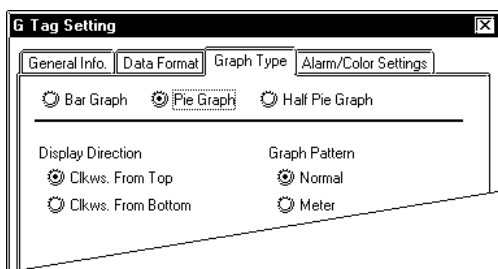 G Tag Setting
General Info. Data Format Graph Type Alarm/Color Settings
Bar Graph Pie Graph Half Pie Graph
Display Direction Graph Pattern
Clkws. From Top Normal
Clkws. From Bottom Meter